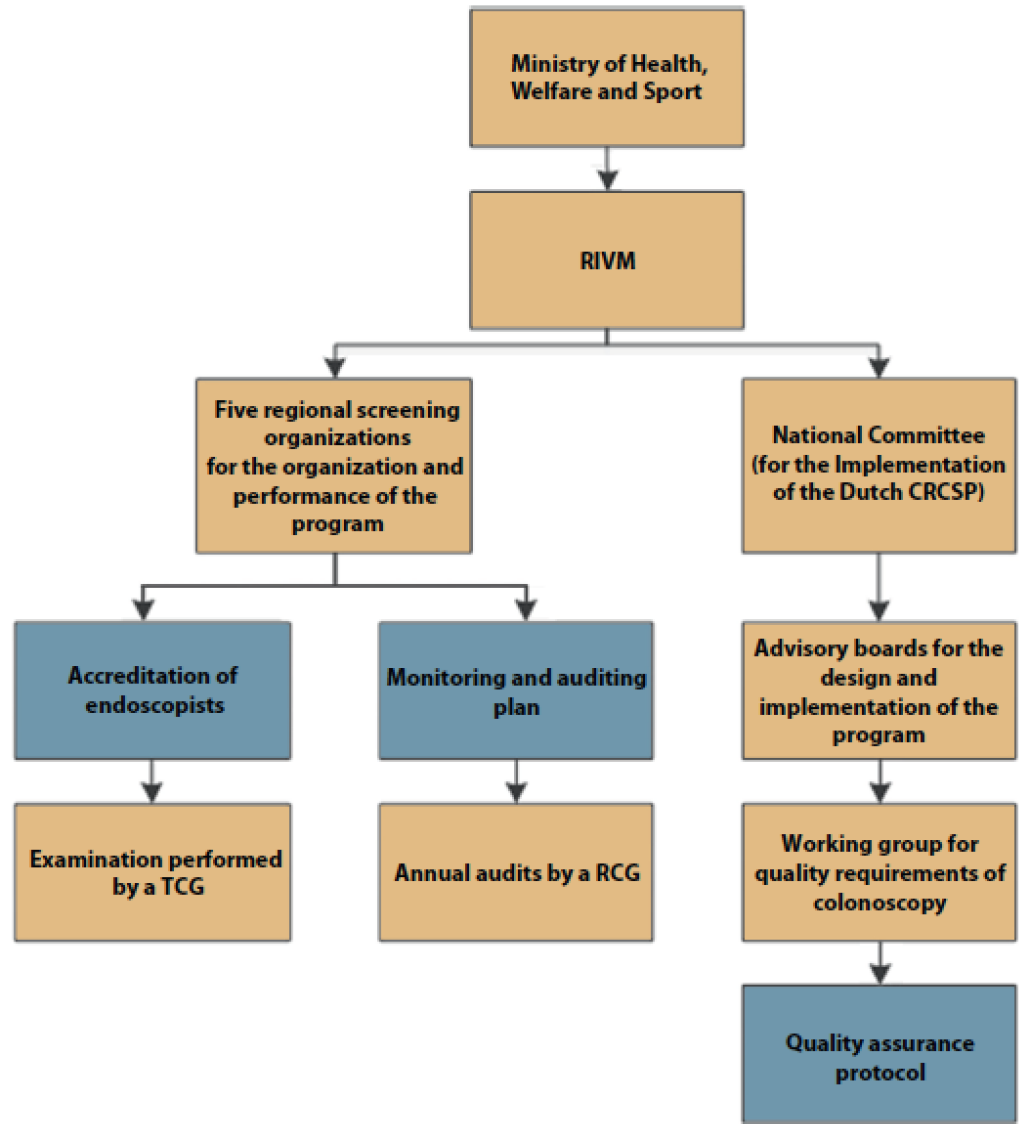 Ministry of Health,
Welfare and Sport
RIVM
Five regional screening
organizations
for the organization and
performance of the
program
National Committee
(for the Implementation
of the Dutch CRCSP)
Accreditation of
endoscopists
Monitoring and auditing
plan
Advisory boards for the
design and
implementation of the
program
Examination performed
by a TCG
Annual audits by a RCG
Working group for
quality requirements of
colonoscopy
Quality assurance
protocol